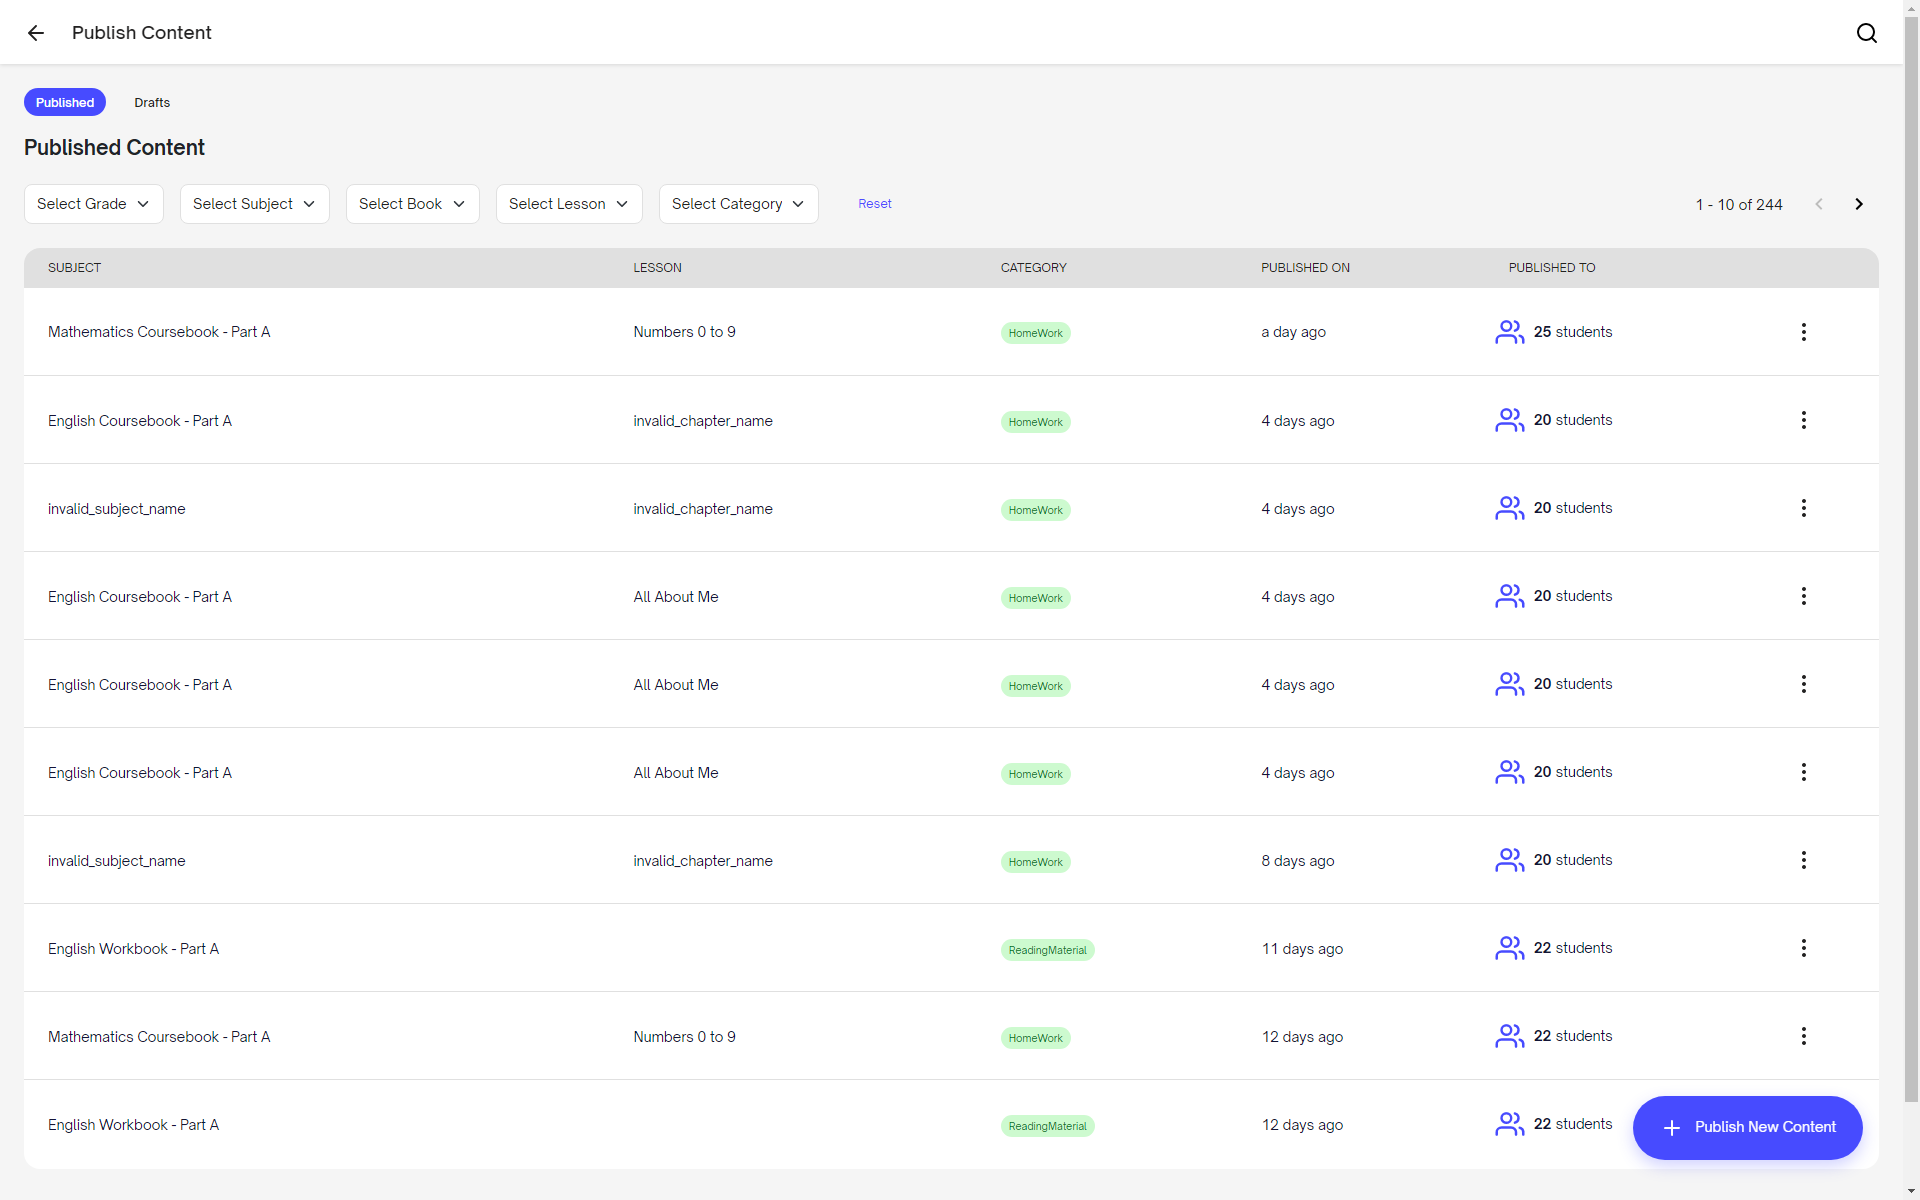 Publish Content
Published Drafts
Published Content
Select Grade Select Subject Select Book Select Lesson Select Category Reset 1 - 10 of 244
SUBJECT LESSON CATEGORY PUBLISHED ON PUBLISHED TO
Mathematics Coursebook - Part A Numbers 0 to 9 HomeWork a day ago 25 students
English Coursebook - Part A invalid_chapter_name HomeWork 4 days ago 20 students
invalid_subject_name invalid_chapter_name HomeWork 4 days ago 20 students
English Coursebook - Part A All About Me HomeWork 4 days ago 20 students
English Coursebook - Part A All About Me HomeWork 4 days ago 20 students
English Coursebook - Part A All About Me HomeWork 4 days ago 20 students
invalid_subject_name invalid_chapter_name HomeWork 8 days ago 20 students
English Workbook - Part A ReadingMaterial 11 days ago 22 students
Mathematics Coursebook - Part A Numbers 0 to 9 HomeWork 12 days ago 22 students
English Workbook - Part A ReadingMaterial 12 days ago 22 students
Publish New Content